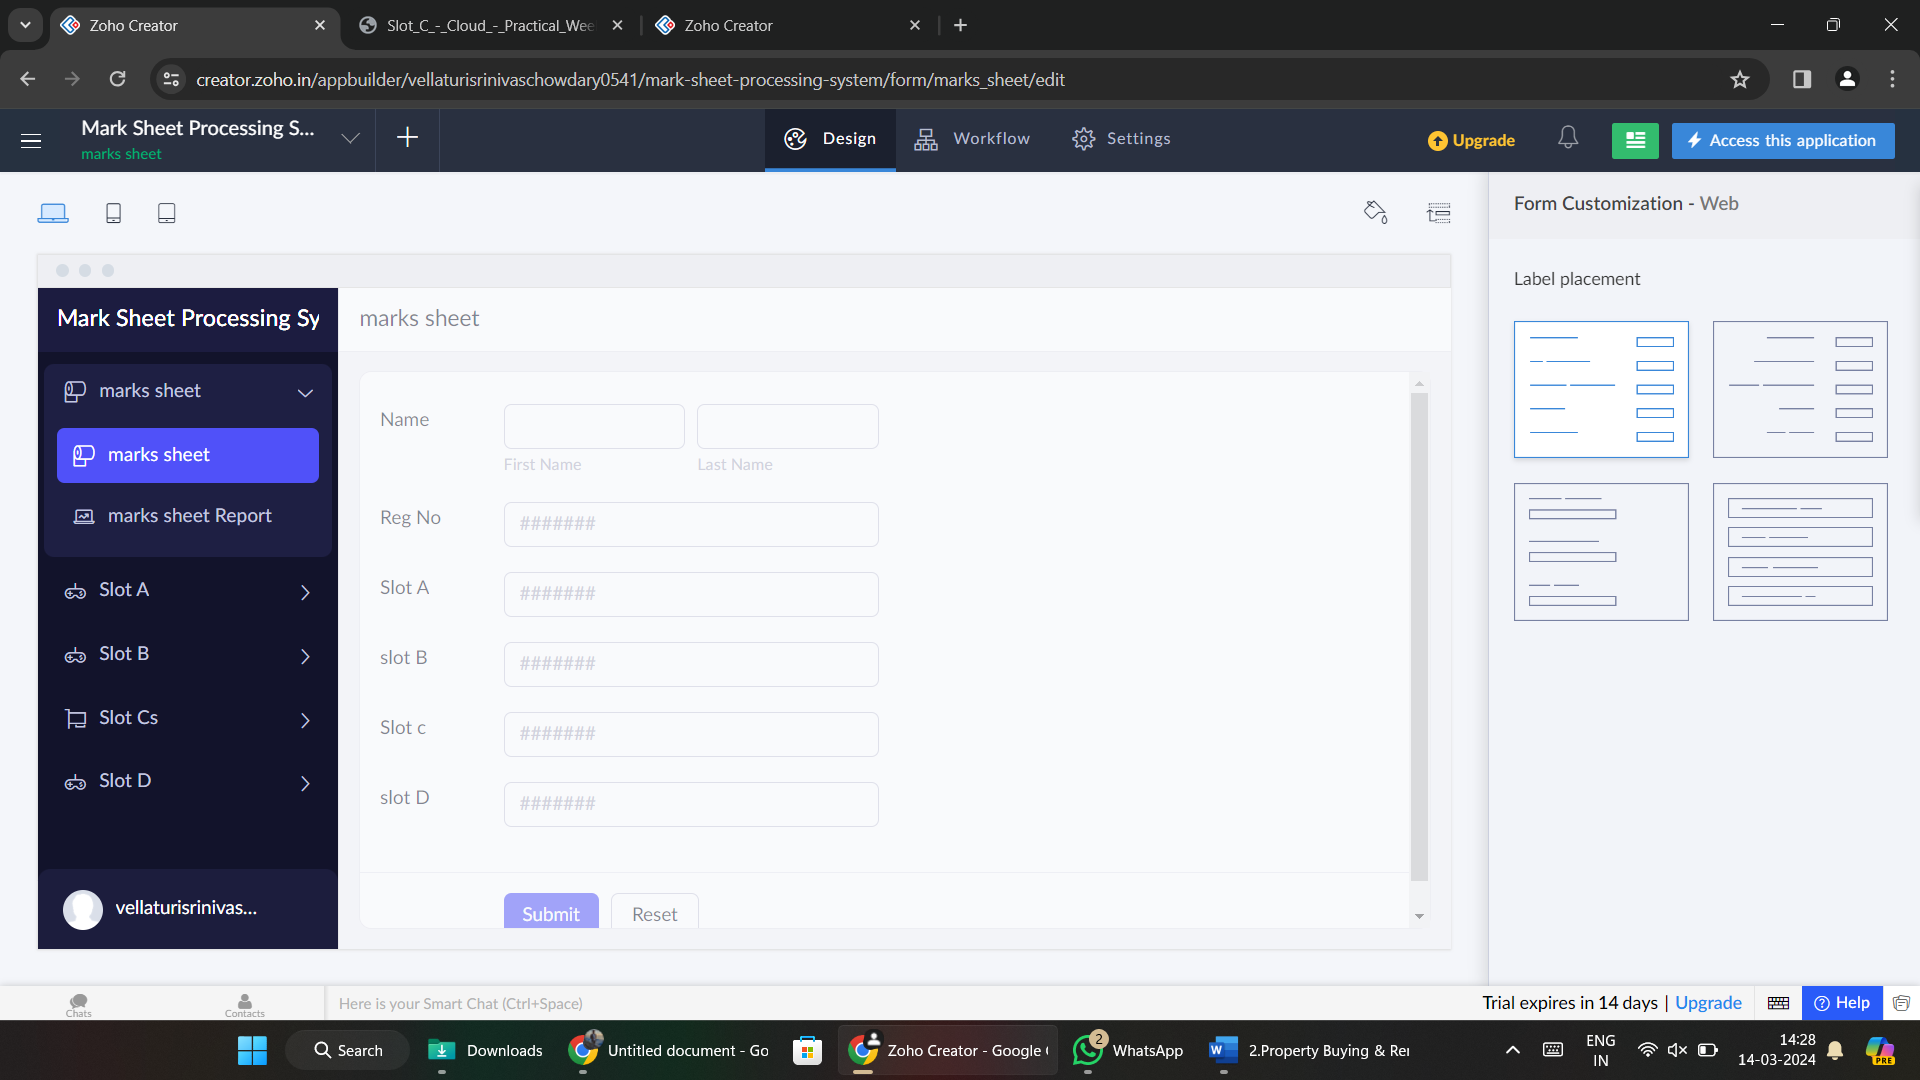 Zoho Creator
Slot_C_-_Cloud_-_Practical_Wee
Zoho Creator
creator.zoho.in/appbuilder/vellaturisrinivaschowdary0541/mark-sheet-processing-system/form/marks_sheet/edit
Mark Sheet Processing S...
marks sheet
Design
Workflow
Settings
Upgrade
Access this application
Form Customization - Web
Label placement
Mark Sheet Processing Sy
marks sheet
marks sheet
marks sheet Report
Slot A
Slot B
Slot Cs
Slot D
vellaturisrinivas...
marks sheet
Name
First Name
Last Name
Reg No
#######
Slot A
#######
slot B
#######
Slot c
#######
slot D
#######
Submit
Reset
Chats
Contacts
Here is your Smart Chat (Ctrl+Space)
Trial expires in 14 days | Upgrade
Help
Search
Downloads
Untitled document - Go
Zoho Creator - Google
2
WhatsApp
2.Property Buying & Rer
ENG
IN
14:28
14-03-2024
PRE